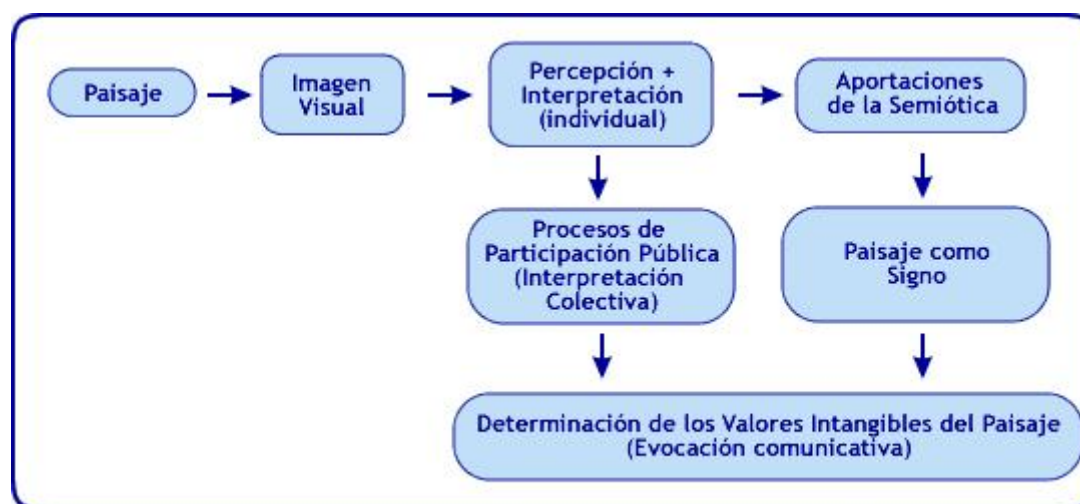 Paisaje
Imagen
Visual
Percepción +
Interpretación
(individual)
Aportaciones
de la Semiótica
Procesos de
Participación Pública
(Interpretación
Colectiva)
Paisaje como
Signo
Determinación de los Valores Intangibles del Paisaje
(Evocación comunicativa)